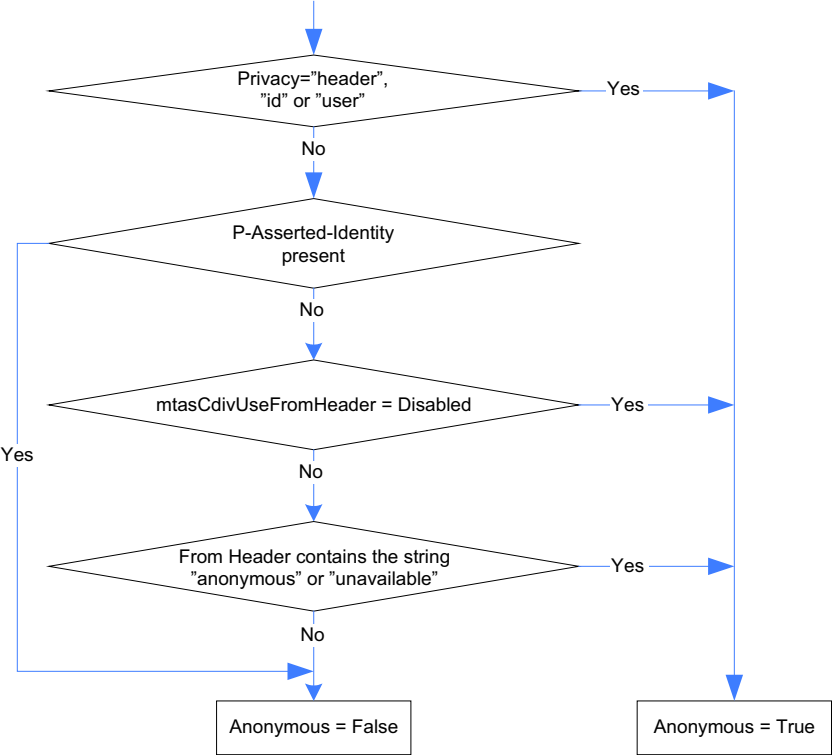 Privacy=”header”,
”id” or ”user”
Yes
No
P-Asserted-Identity
present
No
mtasCdivUseFromHeader = Disabled
Yes
Yes
No
From Header contains the string
”anonymous” or ”unavailable”
Yes
No
Anonymous = False
Anonymous = True